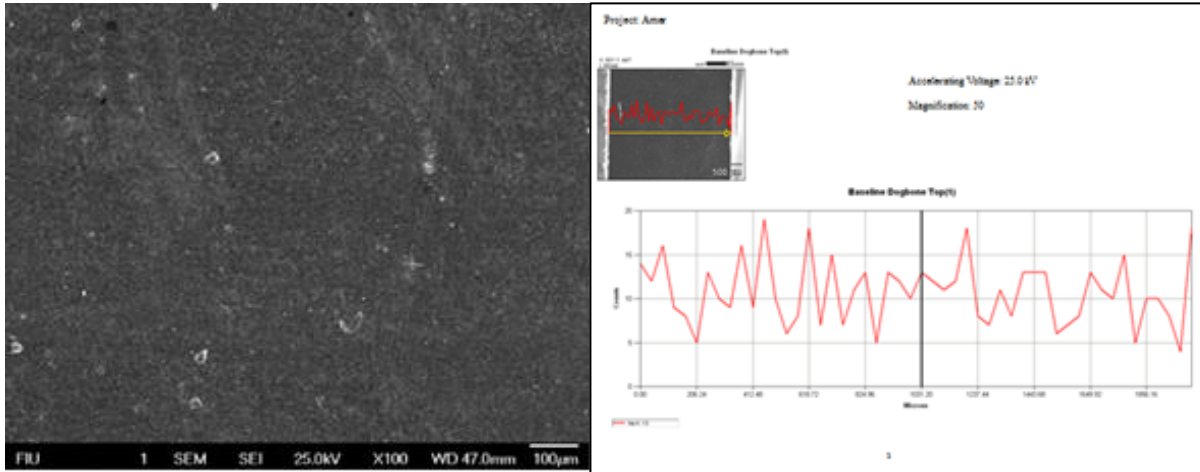 FIU 1 SEM SEI 25.0kV X100 WD 47.0mm 100µm
Project: Amer
Baseline Dogbone Top(1)
Accelerating Voltage: 25.0 kV
Magnification: 50
500
Baseline Dogbone Top(1)
20
15
10
5
0
Counts
0.00 206.24 412.48 618.72 824.96 1031.20 1237.44 1443.68 1649.92 1856.16
Microns